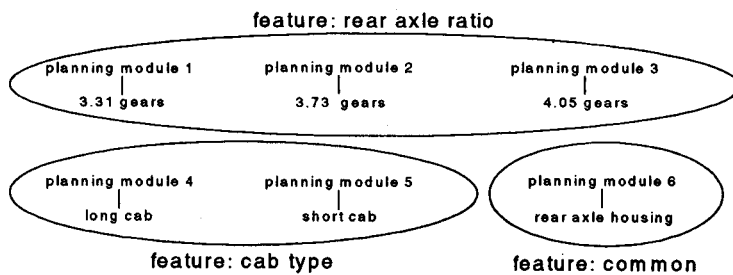 feature: rear axle ratio
planning module 1
3.31 gears
planning module 2
3.73 gears
planning module 3
4.05 gears
planning module 4
long cab
planning module 5
short cab
planning module 6
rear axle housing
feature: cab type
feature: common